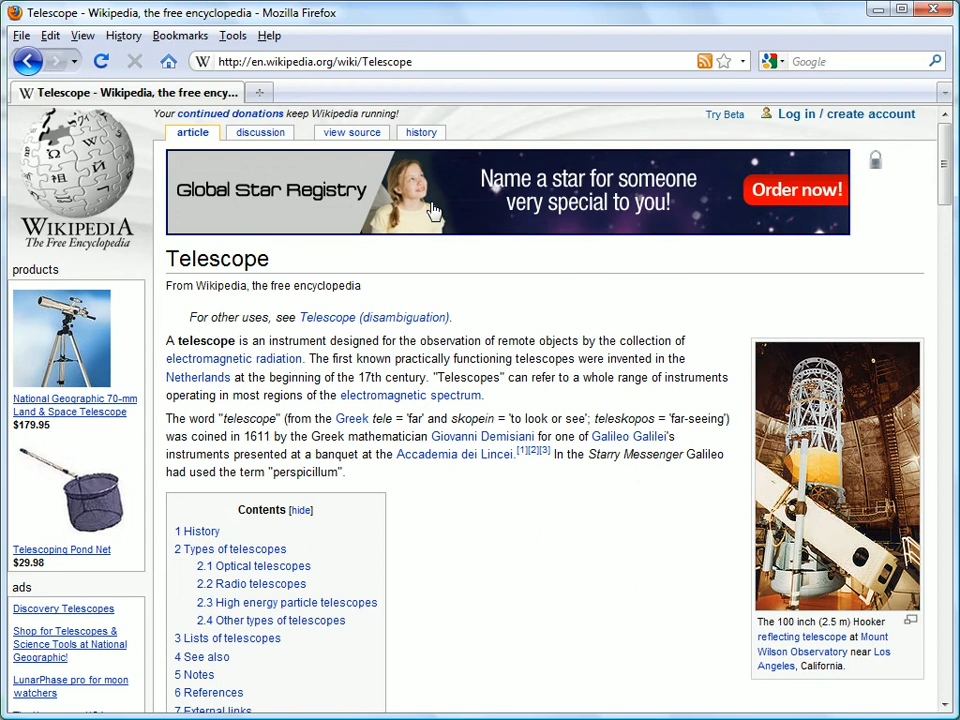 Telescope - Wikipedia, the free encyclopedia - Mozilla Firefox
File Edit View History Bookmarks Tools Help
http://en.wikipedia.org/wiki/Telescope
Google
Telescope - Wikipedia, the free ency...
Your continued donations keep Wikipedia running!
Try Beta
Log in / create account
article
discussion
view source
history
Global Star Registry
Name a star for someone
very special to you!
Order now!
WIKIPEDIA
The Free Encyclopedia
products
National Geographic 70-mm
Land & Space Telescope
$179.95
Telescoping Pond Net
$29.98
ads
Discovery Telescopes
Shop for Telescopes &
Science Tools at National
Geographic!
LunarPhase pro for moon
watchers
Telescope
From Wikipedia, the free encyclopedia
For other uses, see Telescope (disambiguation).
A telescope is an instrument designed for the observation of remote objects by the collection of
electromagnetic radiation. The first known practically functioning telescopes were invented in the
Netherlands at the beginning of the 17th century. "Telescopes" can refer to a whole range of instruments
operating in most regions of the electromagnetic spectrum.
The word "telescope" (from the Greek tele = 'far' and skopein = 'to look or see'; teleskopos = 'far-seeing')
was coined in 1611 by the Greek mathematician Giovanni Demisiani for one of Galileo Galilei's
instruments presented at a banquet at the Accademia dei Lincei.[1][2][3] In the Starry Messenger Galileo
had used the term "perspicillum".
Contents [hide]
1 History
2 Types of telescopes
2.1 Optical telescopes
2.2 Radio telescopes
2.3 High energy particle telescopes
2.4 Other types of telescopes
3 Lists of telescopes
4 See also
5 Notes
6 References
7 External links
The 100 inch (2.5 m) Hooker
reflecting telescope at Mount
Wilson Observatory near Los
Angeles, California.